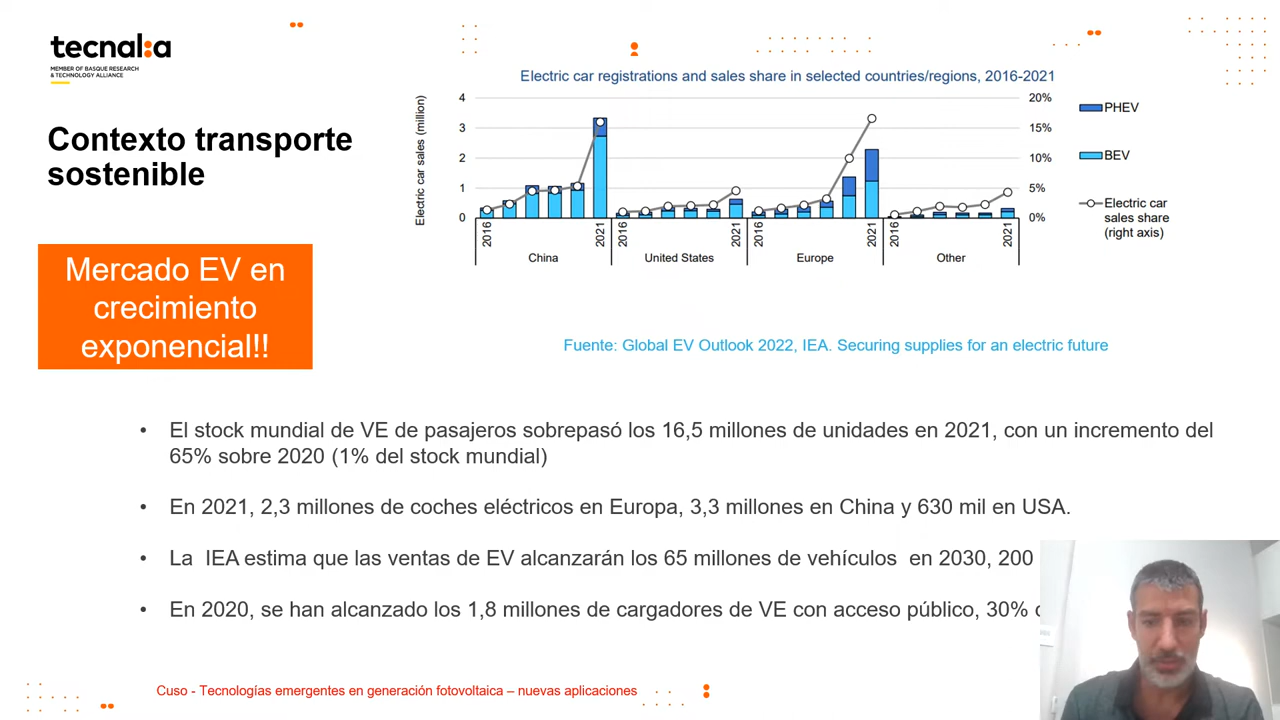 tecnalia
MEMBER OF BASQUE RESEARCH
& TECHNOLOGY ALLIANCE
Contexto transporte
sostenible
Mercado EV en
crecimiento
exponencial!!
Electric car registrations and sales share in selected countries/regions, 2016-2021
Electric car sales (million)
4
3
2
1
0
20%
15%
10%
5%
0%
2016
2021
2016
2016
2021
2016
2021
China
United States
Europe
Other
PHEV
BEV
Electric car
sales share
(right axis)
Fuente: Global EV Outlook 2022, IEA. Securing supplies for an electric future
• El stock mundial de VE de pasajeros sobrepasó los 16,5 millones de unidades en 2021, con un incremento del
65% sobre 2020 (1% del stock mundial)
• En 2021, 2,3 millones de coches eléctricos en Europa, 3,3 millones en China y 630 mil en USA.
• La IEA estima que las ventas de EV alcanzarán los 65 millones de vehículos en 2030, 200
• En 2020, se han alcanzado los 1,8 millones de cargadores de VE con acceso público, 30%
Cuso - Tecnologías emergentes en generación fotovoltaica – nuevas aplicaciones